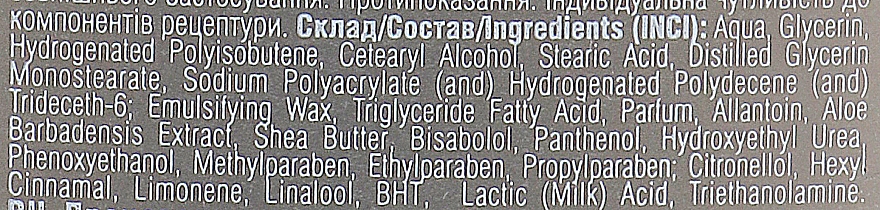 застосування. Протипоказання. Індивідуальна чутливість до
компонентів рецептури. Склад/Состав/Ingredients (INCI): Aqua, Glycerin,
Hydrogenated Polyisobutene, Cetearyl Alcohol, Stearic Acid, Distilled Glycerin
Monostearate, Sodium Polyacrylate (and) Hydrogenated Polydecene (and)
Trideceth-6; Emulsifying Wax, Triglyceride Fatty Acid, Parfum, Allantoin, Aloe
Barbadensis Extract, Shea Butter, Bisabolol, Panthenol, Hydroxyethyl Urea,
Phenoxyethanol, Methylparaben, Ethylparaben, Propylparaben; Citronellol, Hexyl
Cinnamal, Limonene, Linalool, BHT, Lactic (Milk) Acid, Triethanolamine.